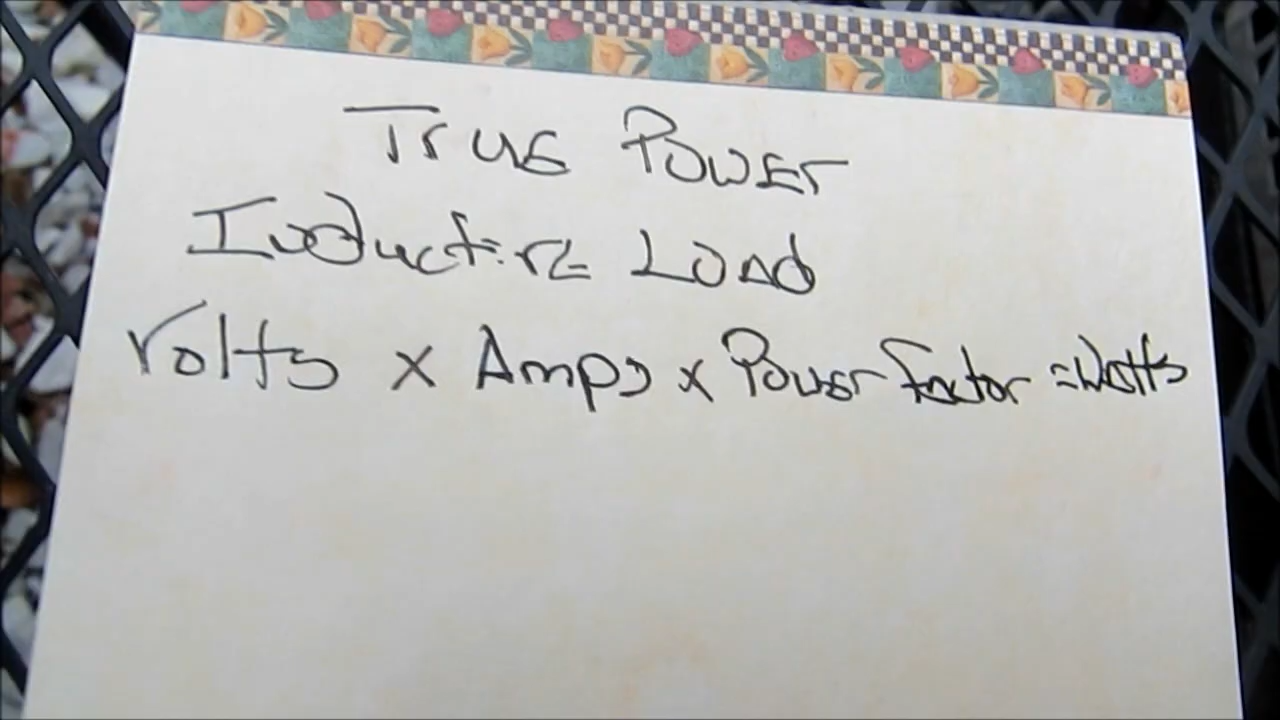 True Power
Inductive Load
Volts x Amps x Power factor = Watts